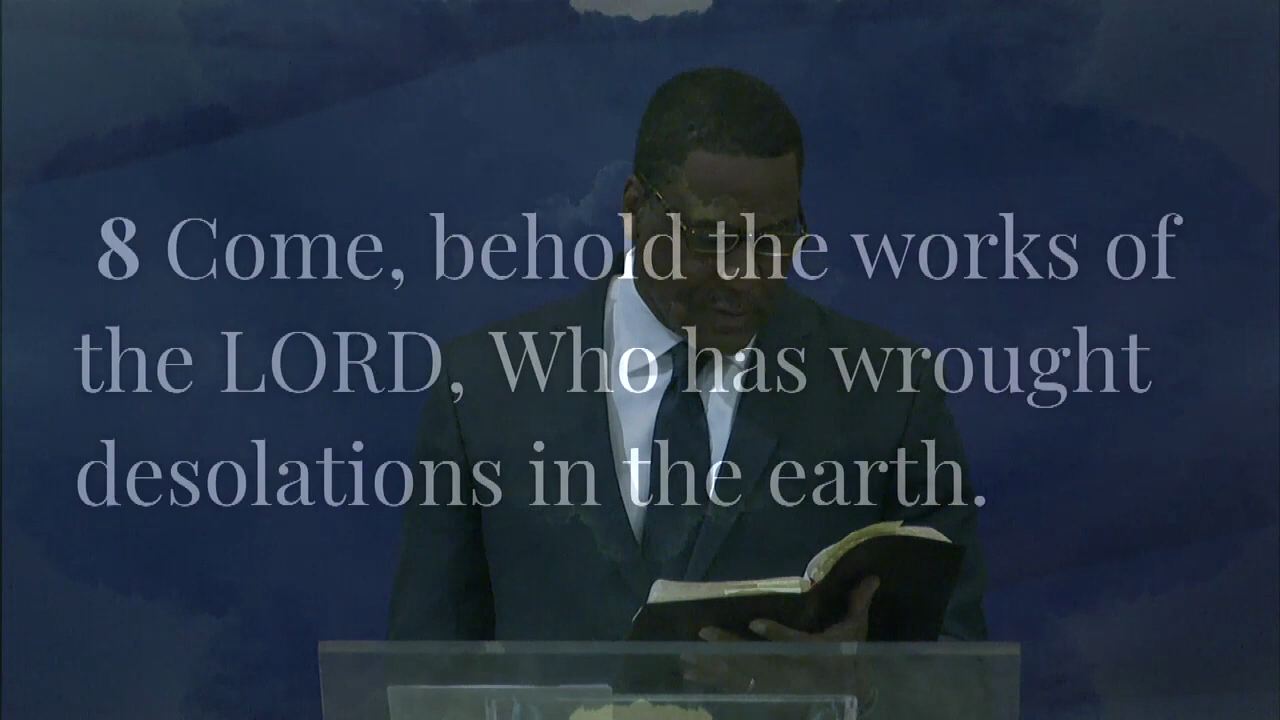 8 Come, behold the works of
the LORD, Who has wrought
desolations in the earth.